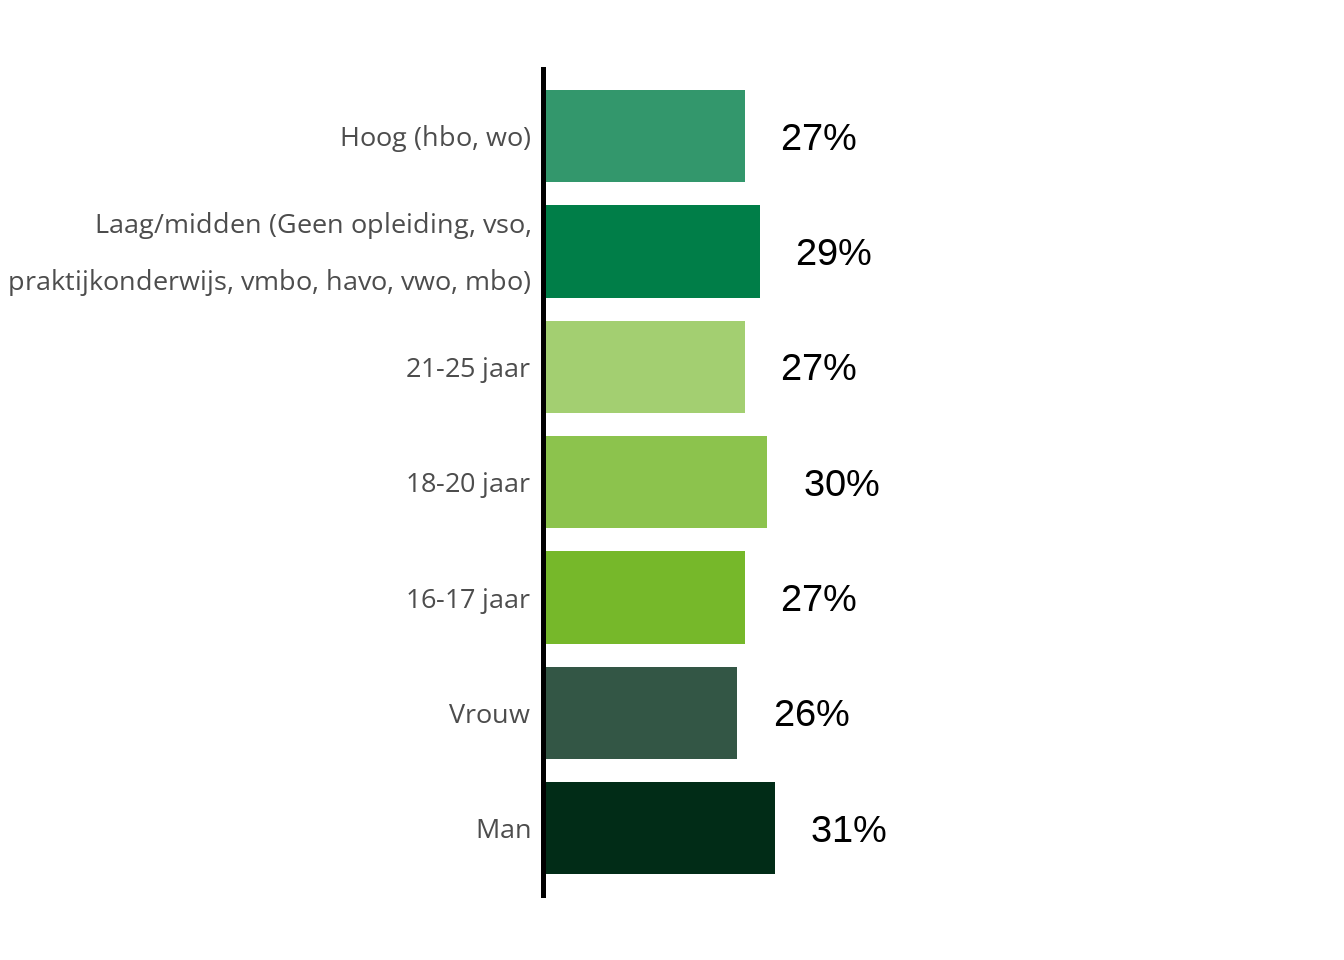 Hoog (hbo, wo)
27%
Laag/midden (Geen opleiding, vso,
praktijkonderwijs, vmbo, havo, vwo, mbo)
29%
21-25 jaar
27%
18-20 jaar
30%
16-17 jaar
27%
Vrouw
26%
Man
31%